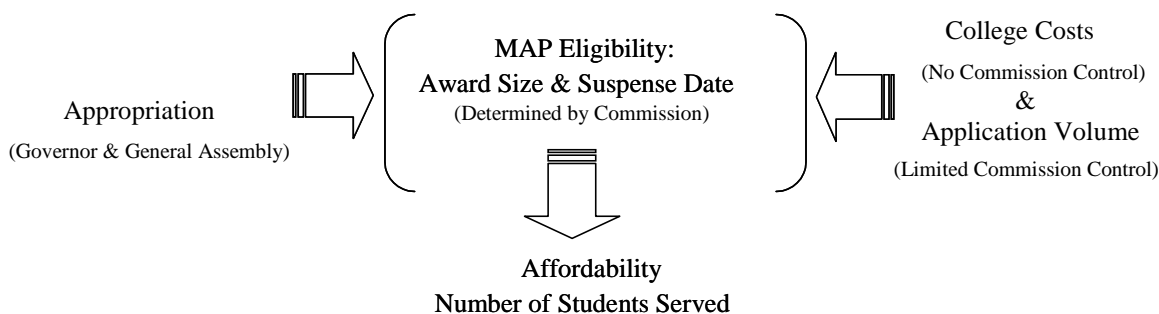 Appropriation
(Governor & General Assembly)
MAP Eligibility:
Award Size & Suspense Date
(Determined by Commission)
College Costs
(No Commission Control)
&
Application Volume
(Limited Commission Control)
Affordability
Number of Students Served